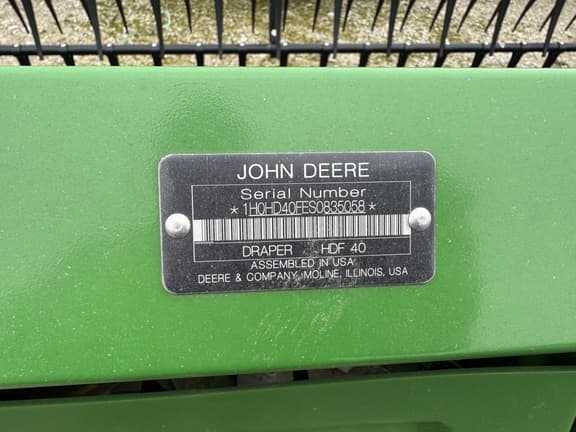 JOHN DEERE
Serial Number
*1H0HD40FES0835058*
DRAPER HDF 40
ASSEMBLED IN USA
DEERE & COMPANY, MOLINE, ILLINOIS, USA